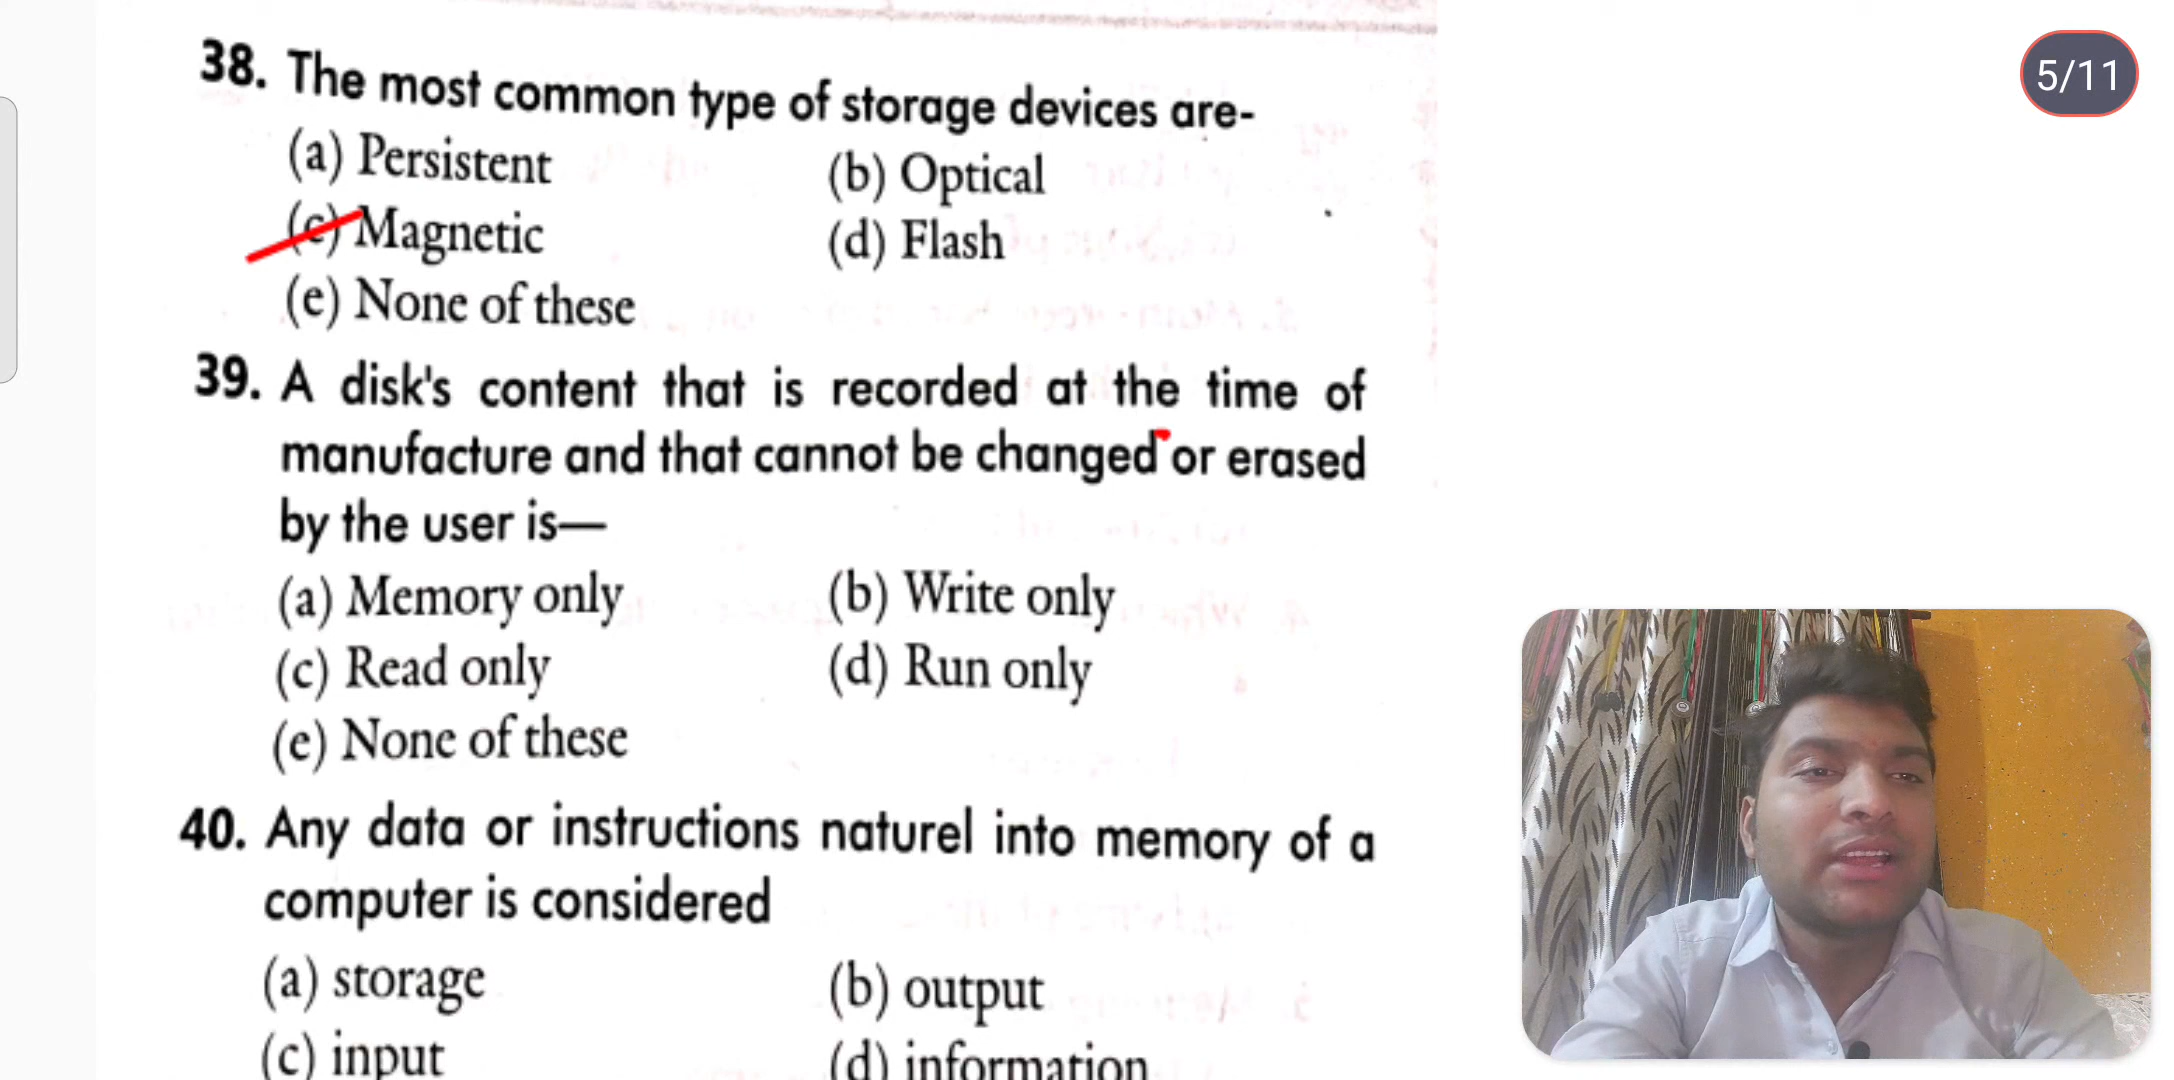 5/11
38. The most common type of storage devices are-
(a) Persistent (b) Optical
(c) Magnetic (d) Flash
(e) None of these
39. A disk's content that is recorded at the time of
manufacture and that cannot be changed or erased
by the user is—
(a) Memory only (b) Write only
(c) Read only (d) Run only
(e) None of these
40. Any data or instructions naturel into memory of a
computer is considered
(a) storage (b) output
(c) input (d) information